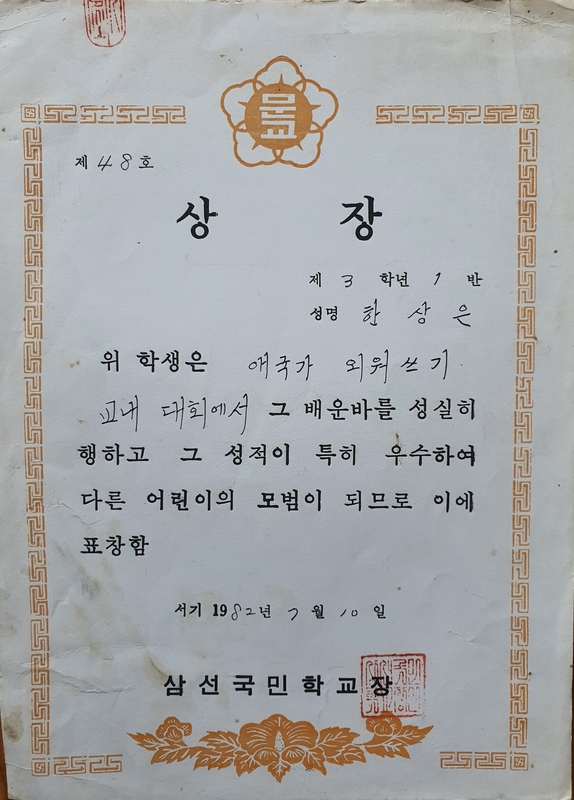 문교
제 48 호
상 장
제 3 학년 1 반
성명 한 상 은
위 학생은 애국가 외워 쓰기
교내 대회에서 그 배운바를 성실히
행하고 그 성적이 특히 우수하여
다른 어린이의 모범이 되므로 이에
표창함
서기 1982년 7월 10일
삼선국민학교장